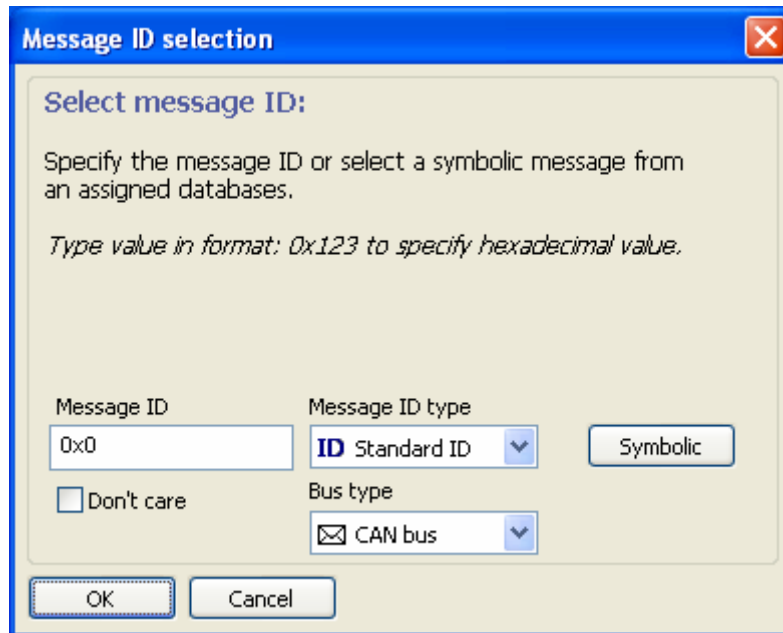 Message ID selection
Select message ID:
Specify the message ID or select a symbolic message from
an assigned databases.
Type value in format: 0x123 to specify hexadecimal value.
Message ID
Message ID type
0x0
ID Standard ID
Symbolic
Don't care
Bus type
CAN bus
OK
Cancel